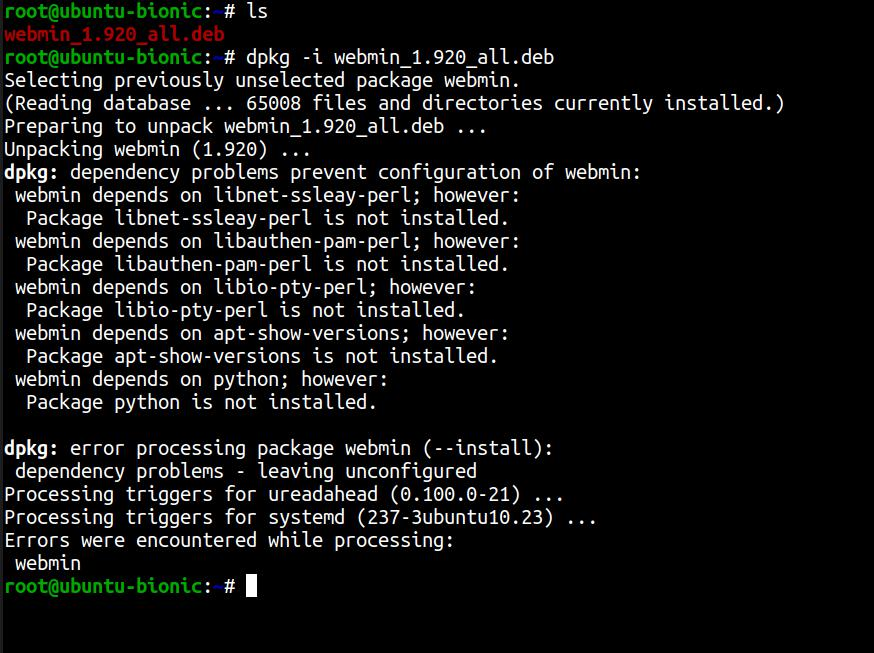 root@ubuntu-bionic:~# ls
webmin_1.920_all.deb
root@ubuntu-bionic:~# dpkg -i webmin_1.920_all.deb
Selecting previously unselected package webmin.
(Reading database ... 65008 files and directories currently installed.)
Preparing to unpack webmin_1.920_all.deb ...
Unpacking webmin (1.920) ...
dpkg: dependency problems prevent configuration of webmin:
 webmin depends on libnet-ssleay-perl; however:
  Package libnet-ssleay-perl is not installed.
 webmin depends on libauthen-pam-perl; however:
  Package libauthen-pam-perl is not installed.
 webmin depends on libio-pty-perl; however:
  Package libio-pty-perl is not installed.
 webmin depends on apt-show-versions; however:
  Package apt-show-versions is not installed.
 webmin depends on python; however:
  Package python is not installed.

dpkg: error processing package webmin (--install):
 dependency problems - leaving unconfigured
Processing triggers for ureadahead (0.100.0-21) ...
Processing triggers for systemd (237-3ubuntu10.23) ...
Errors were encountered while processing:
 webmin
root@ubuntu-bionic:~#